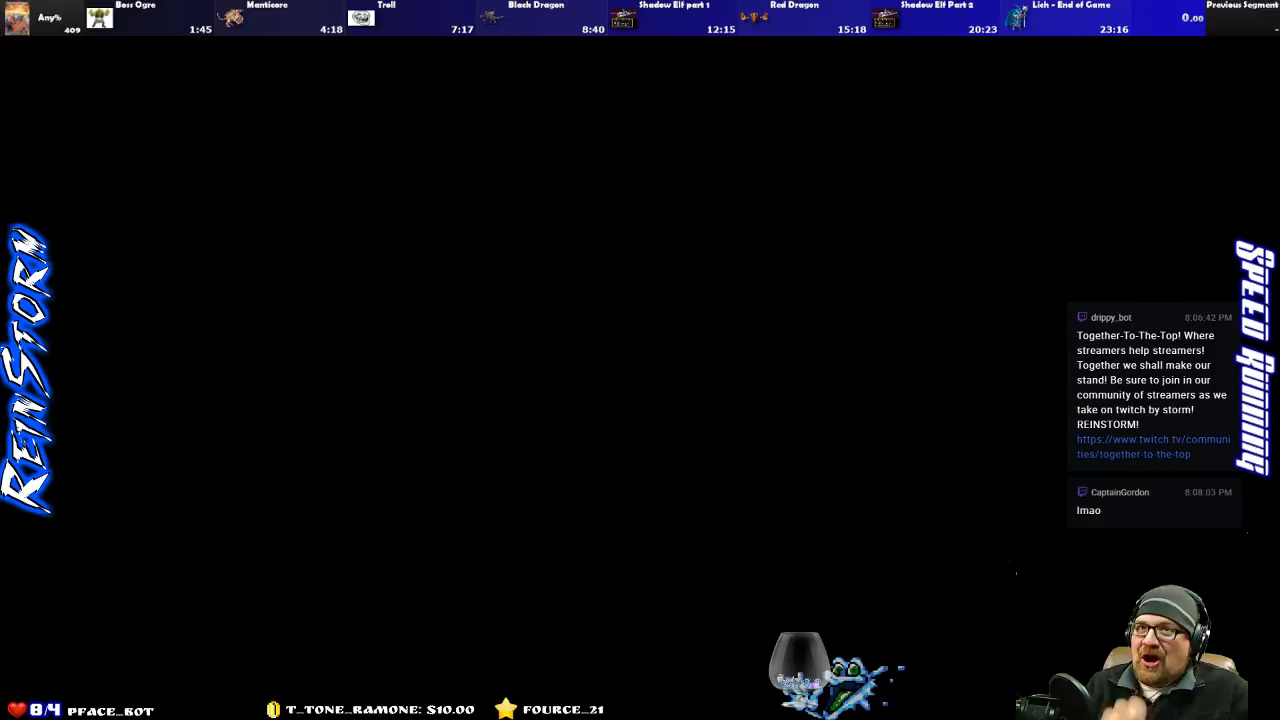 Any%
409
Boss Ogre
1:45
Manticore
4:18
Troll
7:17
Black Dragon
8:40
Shadow Elf part 1
12:15
Red Dragon
15:18
Shadow Elf Part 2
20:23
Lich - End of Game
23:16
0.00
Previous Segment
-
ReinStorm
Speed Running
drippy_bot 8:06:42 PM
Together-To-The-Top! Where
streamers help streamers!
Together we shall make our
stand! Be sure to join in our
community of streamers as we
take on twitch by storm!
REINSTORM!
https://www.twitch.tv/communi
ties/together-to-the-top
CaptainGordon 8:08:03 PM
lmao
8/4 PFACE_BOT
T_TONE_RAMONE: $10.00
FOURCE_21